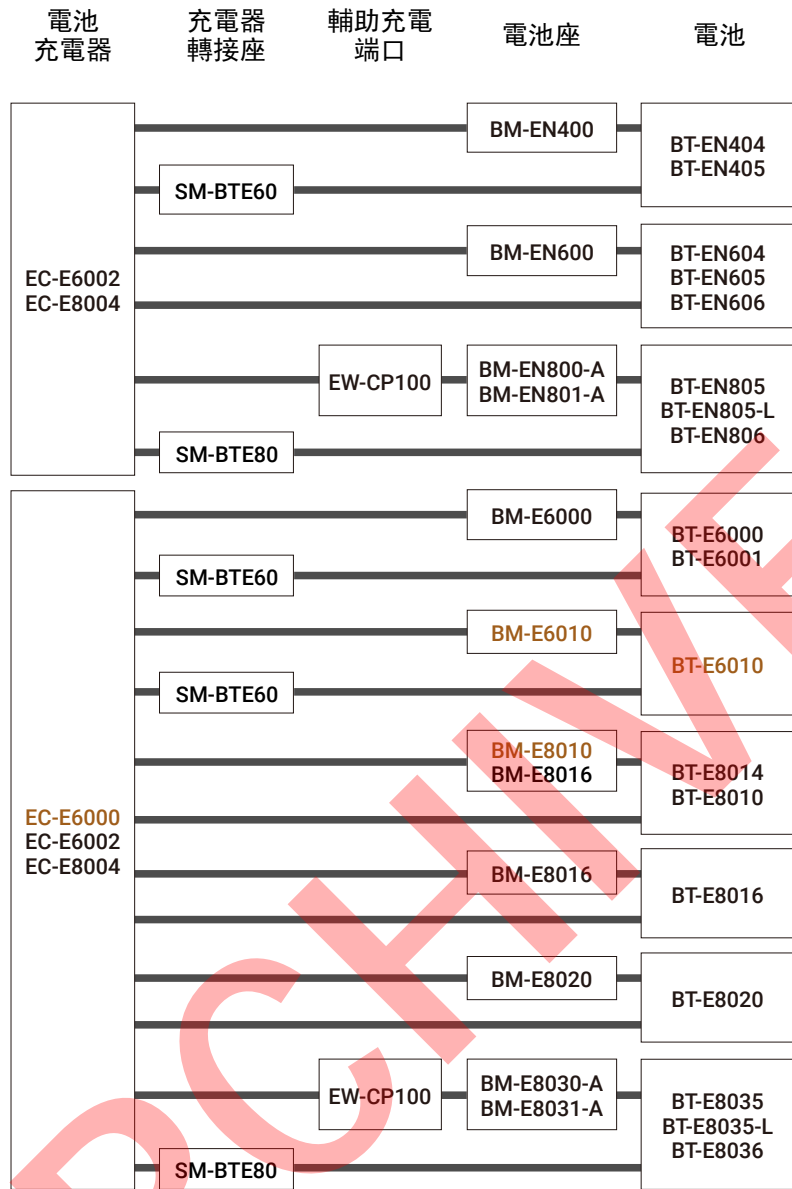 電池
充電器
充電器
轉接座
輔助充電
端口
電池座
電池
EC-E6002
EC-E8004
BM-EN400
BT-EN404
BT-EN405
SM-BTE60
BM-EN600
BT-EN604
BT-EN605
BT-EN606
EW-CP100
BM-EN800-A
BM-EN801-A
BT-EN805
BT-EN805-L
BT-EN806
SM-BTE80
EC-E6000
EC-E6002
EC-E8004
BM-E6000
BT-E6000
BT-E6001
SM-BTE60
BM-E6010
BT-E6010
SM-BTE60
BM-E8010
BM-E8016
BT-E8014
BT-E8010
BM-E8016
BT-E8016
BM-E8020
BT-E8020
EW-CP100
BM-E8030-A
BM-E8031-A
BT-E8035
BT-E8035-L
BT-E8036
SM-BTE80